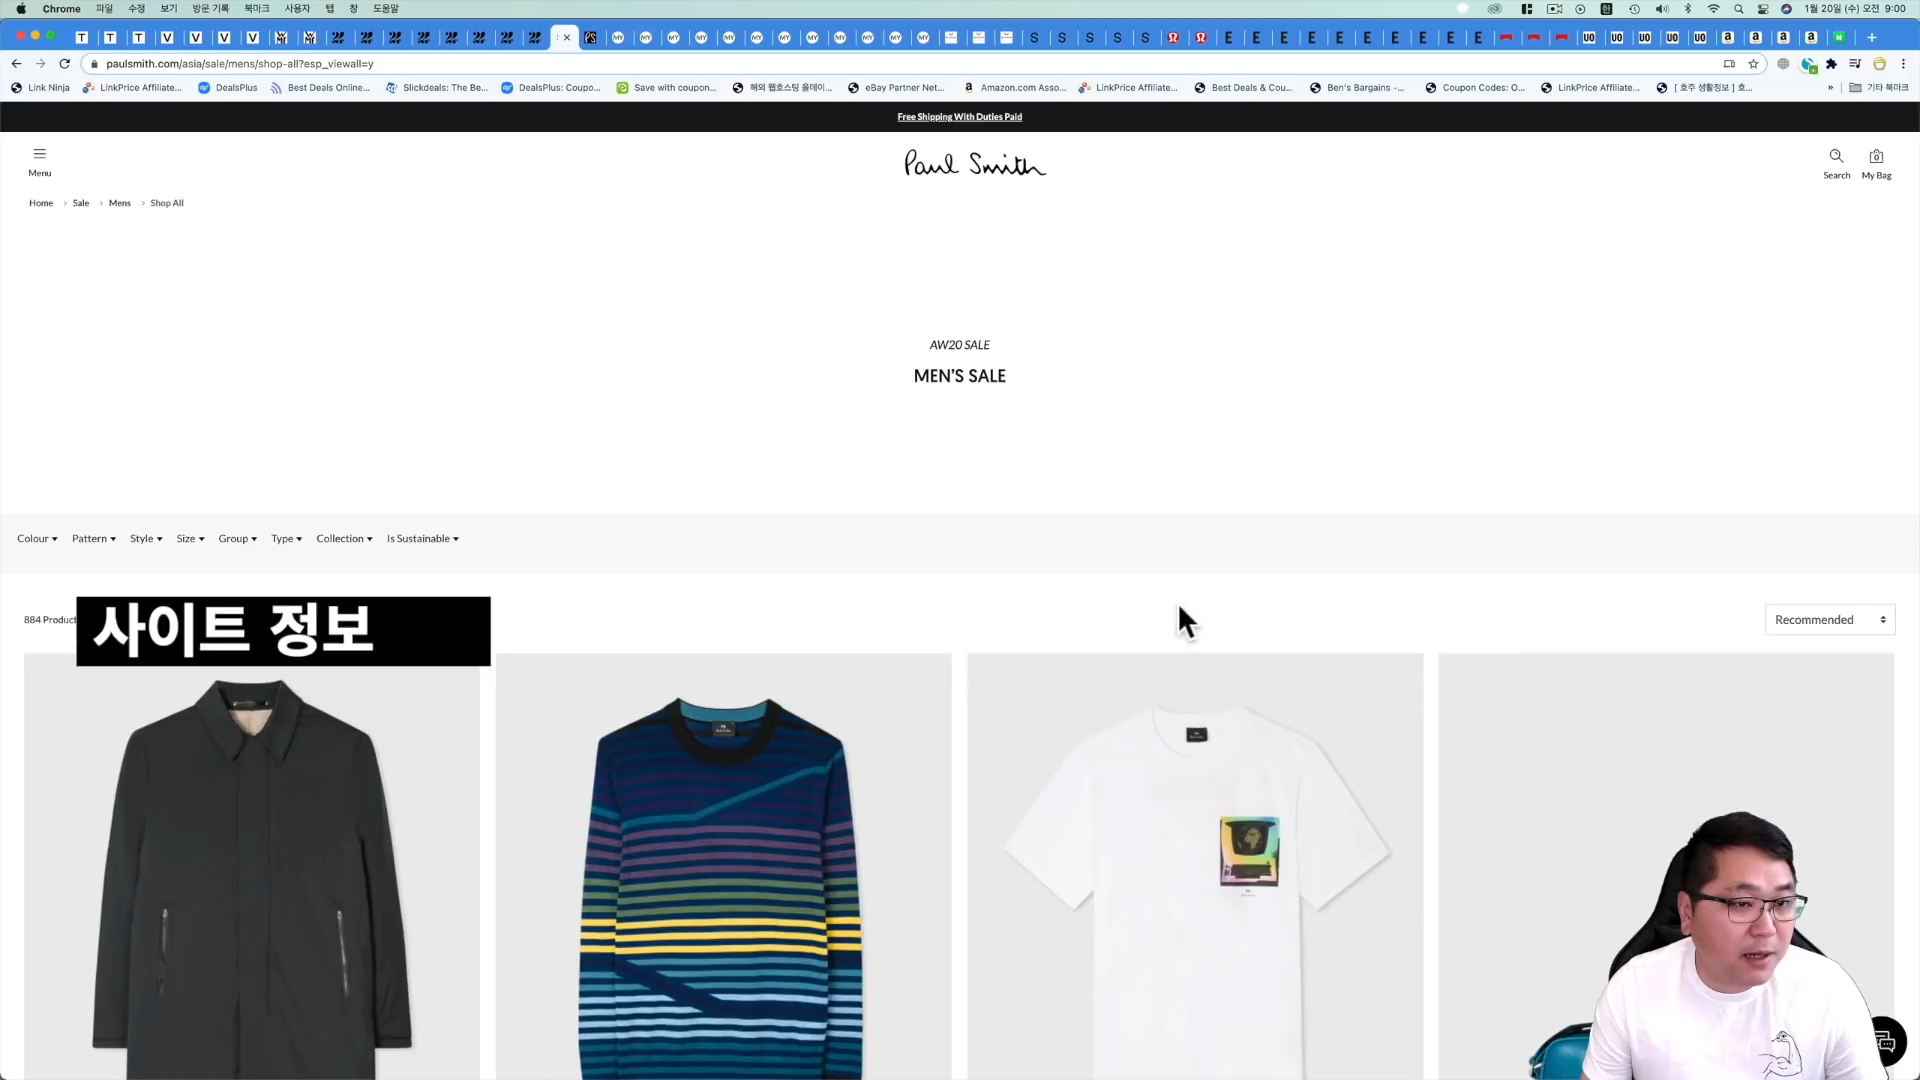 Chrome 파일 수정 보기 방문 기록 북마크 사용자 탭 창 도움말
1월 20일 (수) 오전 9:00
paulsmith.com/asia/sale/mens/shop-all?esp_viewall=y
Link Ninja LinkPrice Affiliate... DealsPlus Best Deals Online... Slickdeals: The Be... DealsPlus: Coupo... Save with coupon... 해외 웹호스팅 올데이... eBay Partner Net... Amazon.com Asso... LinkPrice Affiliate... Best Deals & Cou... Ben's Bargains -... Coupon Codes: O... LinkPrice Affiliate... [ 호주 생활정보 ] 호... » 기타 북마크
Free Shipping With Duties Paid
Menu
Paul Smith
Search
0
My Bag
Home > Sale > Mens > Shop All
AW20 SALE
MEN'S SALE
Colour Pattern Style Size Group Type Collection Is Sustainable
884 Product
사이트 정보
Recommended